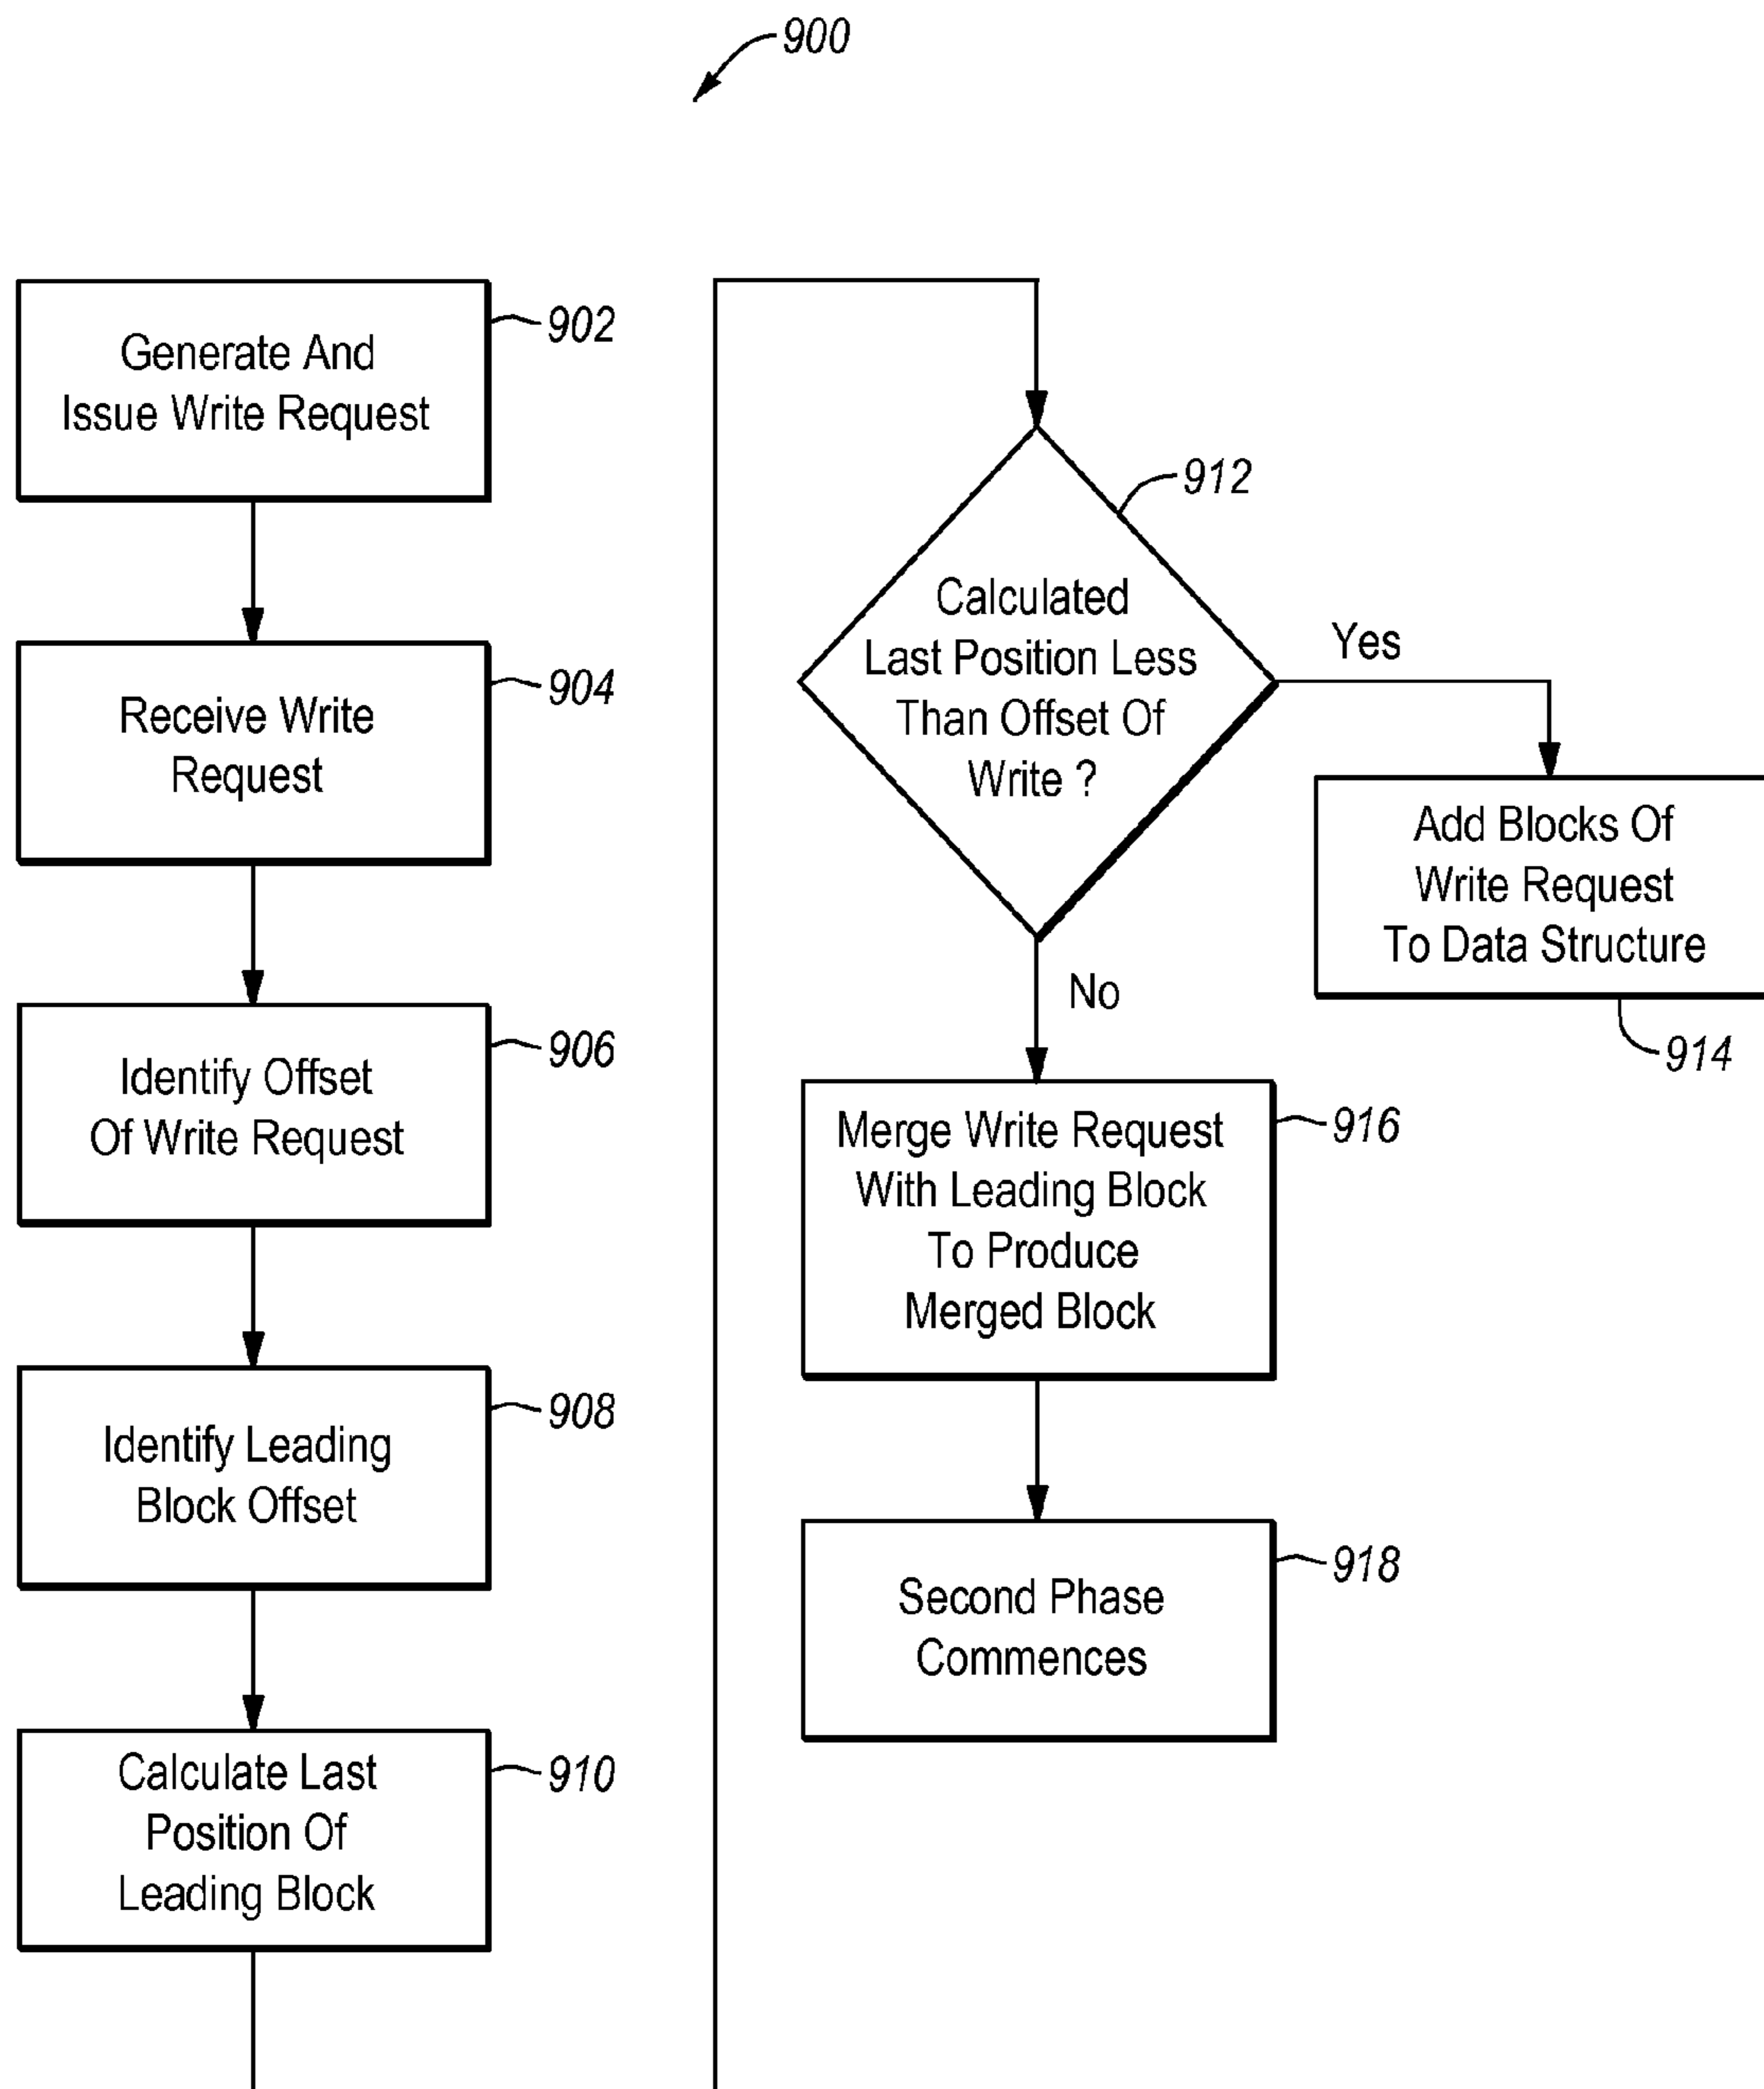 900
Generate And
Issue Write Request
902
Receive Write
Request
904
Identify Offset
Of Write Request
906
Identify Leading
Block Offset
908
Calculate Last
Position Of
Leading Block
910
912
Calculated
Last Position Less
Than Offset Of
Write ?
Yes
Add Blocks Of
Write Request
To Data Structure
914
No
Merge Write Request
With Leading Block
To Produce
Merged Block
916
Second Phase
Commences
918